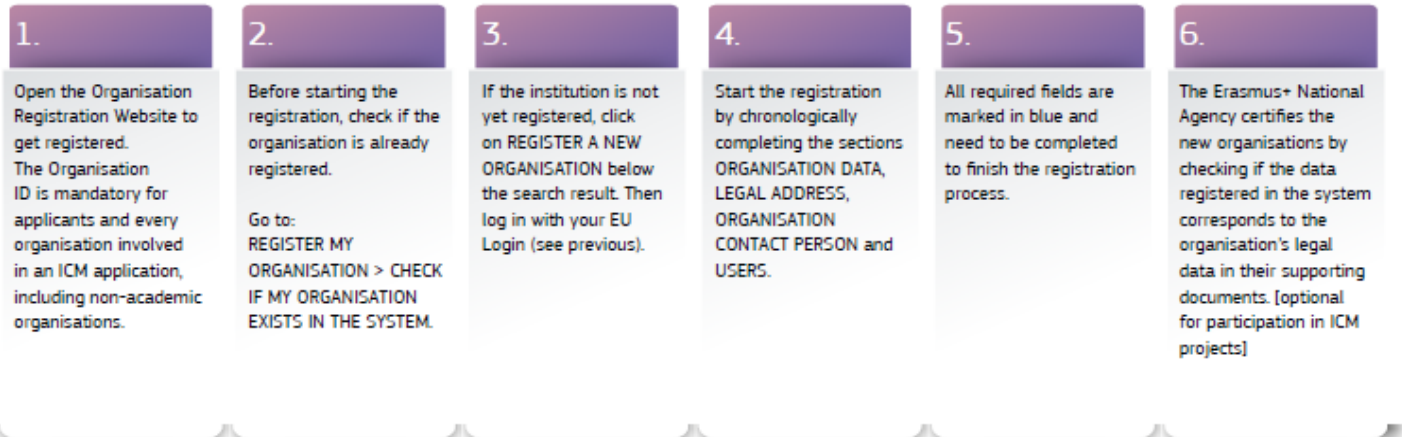 1.
Open the Organisation
Registration Website to
get registered.
The Organisation
ID is mandatory for
applicants and every
organisation involved
in an ICM application,
including non-academic
organisations.
2.
Before starting the
registration, check if the
organisation is already
registered.
Go to:
REGISTER MY
ORGANISATION > CHECK
IF MY ORGANISATION
EXISTS IN THE SYSTEM.
3.
If the institution is not
yet registered, click
on REGISTER A NEW
ORGANISATION below
the search result. Then
log in with your EU
Login (see previous).
4.
Start the registration
by chronologically
completing the sections
ORGANISATION DATA,
LEGAL ADDRESS,
ORGANISATION
CONTACT PERSON and
USERS.
5.
All required fields are
marked in blue and
need to be completed
to finish the registration
process.
6.
The Erasmus+ National
Agency certifies the
new organisations by
checking if the data
registered in the system
corresponds to the
organisation's legal
data in their supporting
documents. [optional
for participation in ICM
projects]